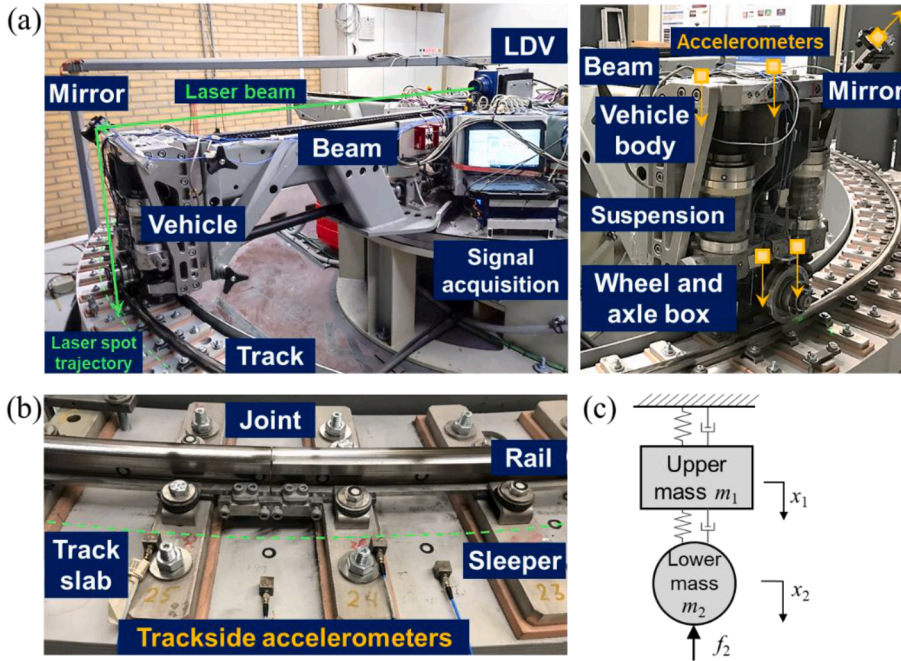 (a)
LDV
Mirror
Laser beam
Beam
Vehicle
Signal
acquisition
Laser spot
trajectory
Track
Accelerometers
Beam
Mirror
Vehicle
body
Suspension
Wheel and
axle box
(b)
Joint
Rail
Track
slab
Sleeper
25
24
23
Trackside accelerometers
(c)
Upper
mass m₁
x₁
Lower
mass
m₂
x₂
f₂